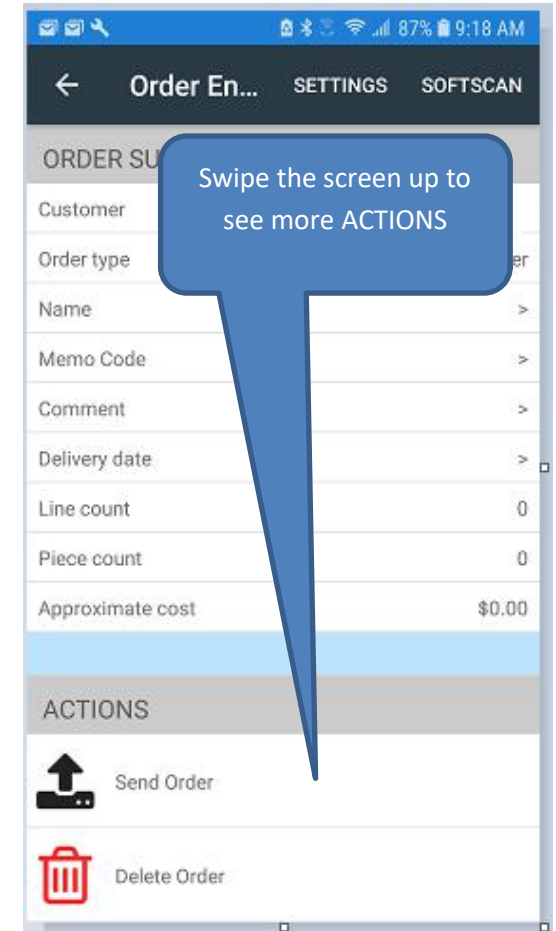 87% 9:18 AM
← Order En... SETTINGS SOFTSCAN
ORDER SU
Swipe the screen up to
see more ACTIONS
Customer
Order type er
Name >
Memo Code >
Comment >
Delivery date >
Line count 0
Piece count 0
Approximate cost $0.00
ACTIONS
Send Order
Delete Order